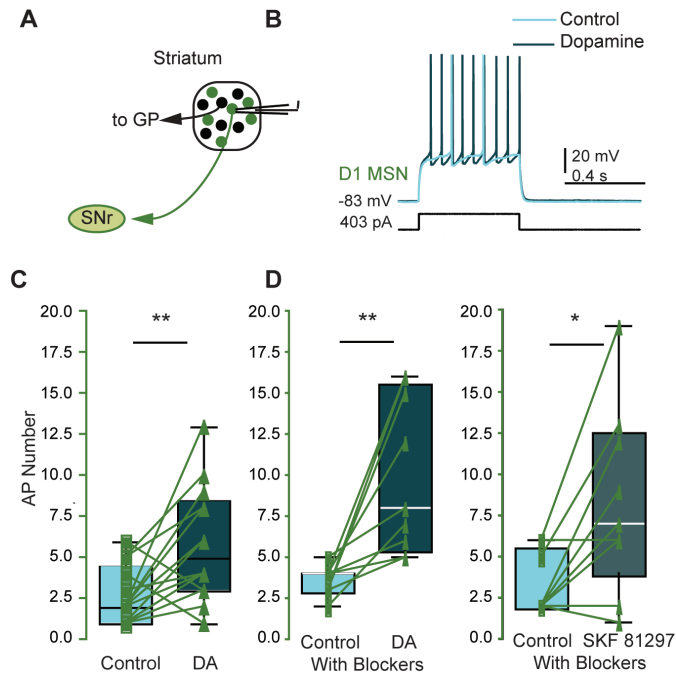 A
Striatum
to GP
SNr
B
Control
Dopamine
20 mV
0.4 s
D1 MSN
-83 mV
403 pA
C
AP Number
20.0
17.5
15.0
12.5
10.0
7.5
5.0
2.5
0.0
**
Control DA
D
20.0
17.5
15.0
12.5
10.0
7.5
5.0
2.5
0.0
**
Control DA
With Blockers
20.0
17.5
15.0
12.5
10.0
7.5
5.0
2.5
0.0
*
Control SKF 81297
With Blockers